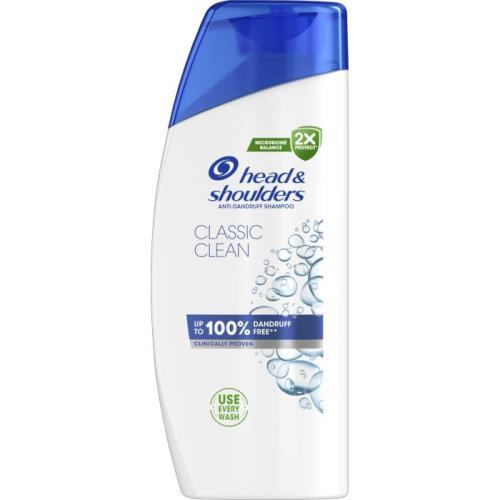 MICROBIOME
BALANCE
2X
PROTECT*
head&
shoulders
ANTI-DANDRUFF SHAMPOO
CLASSIC
CLEAN
UP TO 100% DANDRUFF FREE**
CLINICALLY PROVEN
USE
EVERY
WASH